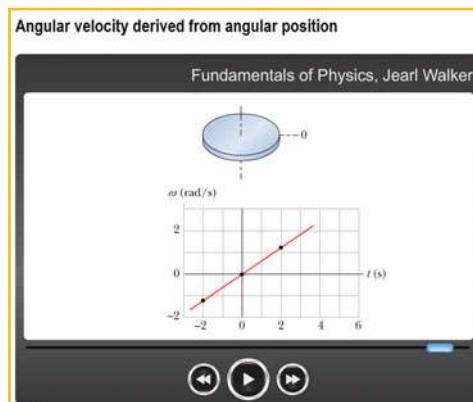 Angular velocity derived from angular position
Fundamentals of Physics, Jearl Walker
0
ω (rad/s)
2
0
t (s)
−2
−2 0 2 4 6